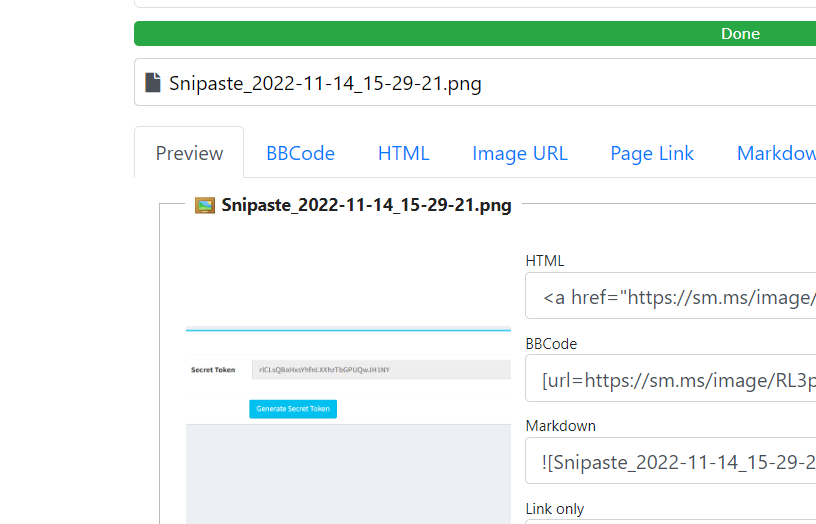 Done
Snipaste_2022-11-14_15-29-21.png
Preview BBCode HTML Image URL Page Link Markdow
Snipaste_2022-11-14_15-29-21.png
HTML
<a href="https://sm.ms/image/
BBCode
[url=https://sm.ms/image/RL3p
Secret Token
Generate Secret Token
Markdown
![Snipaste_2022-11-14_15-29-2
Link only